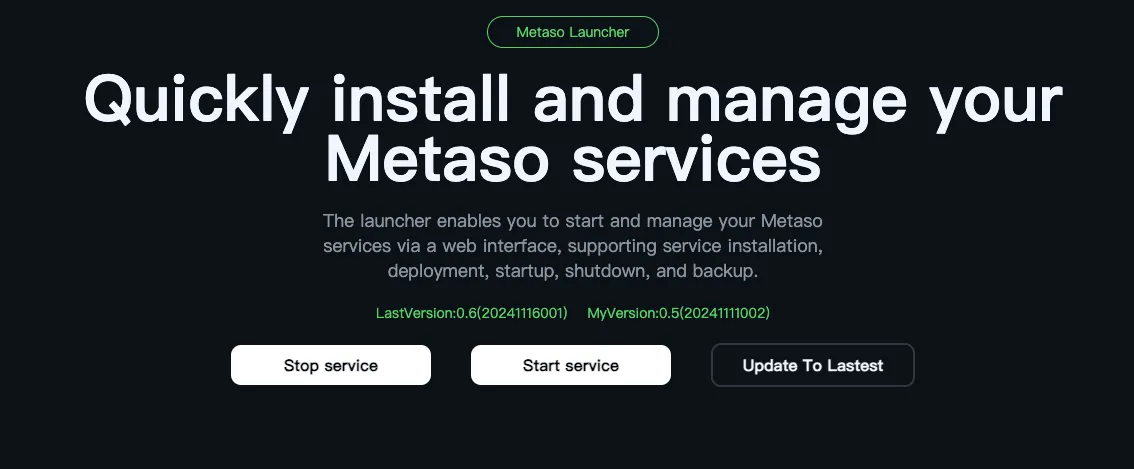 Metaso Launcher
Quickly install and manage your
Metaso services
The launcher enables you to start and manage your Metaso
services via a web interface, supporting service installation,
deployment, startup, shutdown, and backup.
LastVersion:0.6(20241116001) MyVersion:0.5(20241111002)
Stop service Start service Update To Lastest